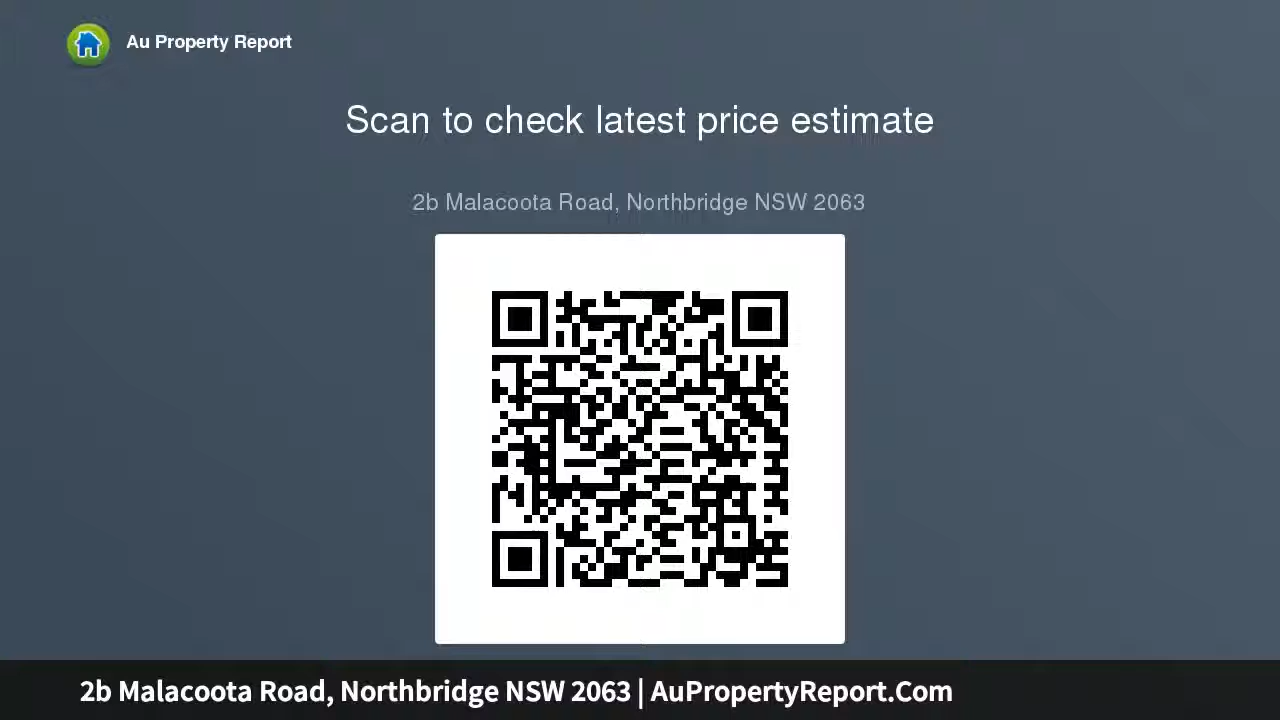 Au Property Report
Scan to check latest price estimate
2b Malacoota Road, Northbridge NSW 2063
2b Malacoota Road, Northbridge NSW 2063 | AuPropertyReport.Com